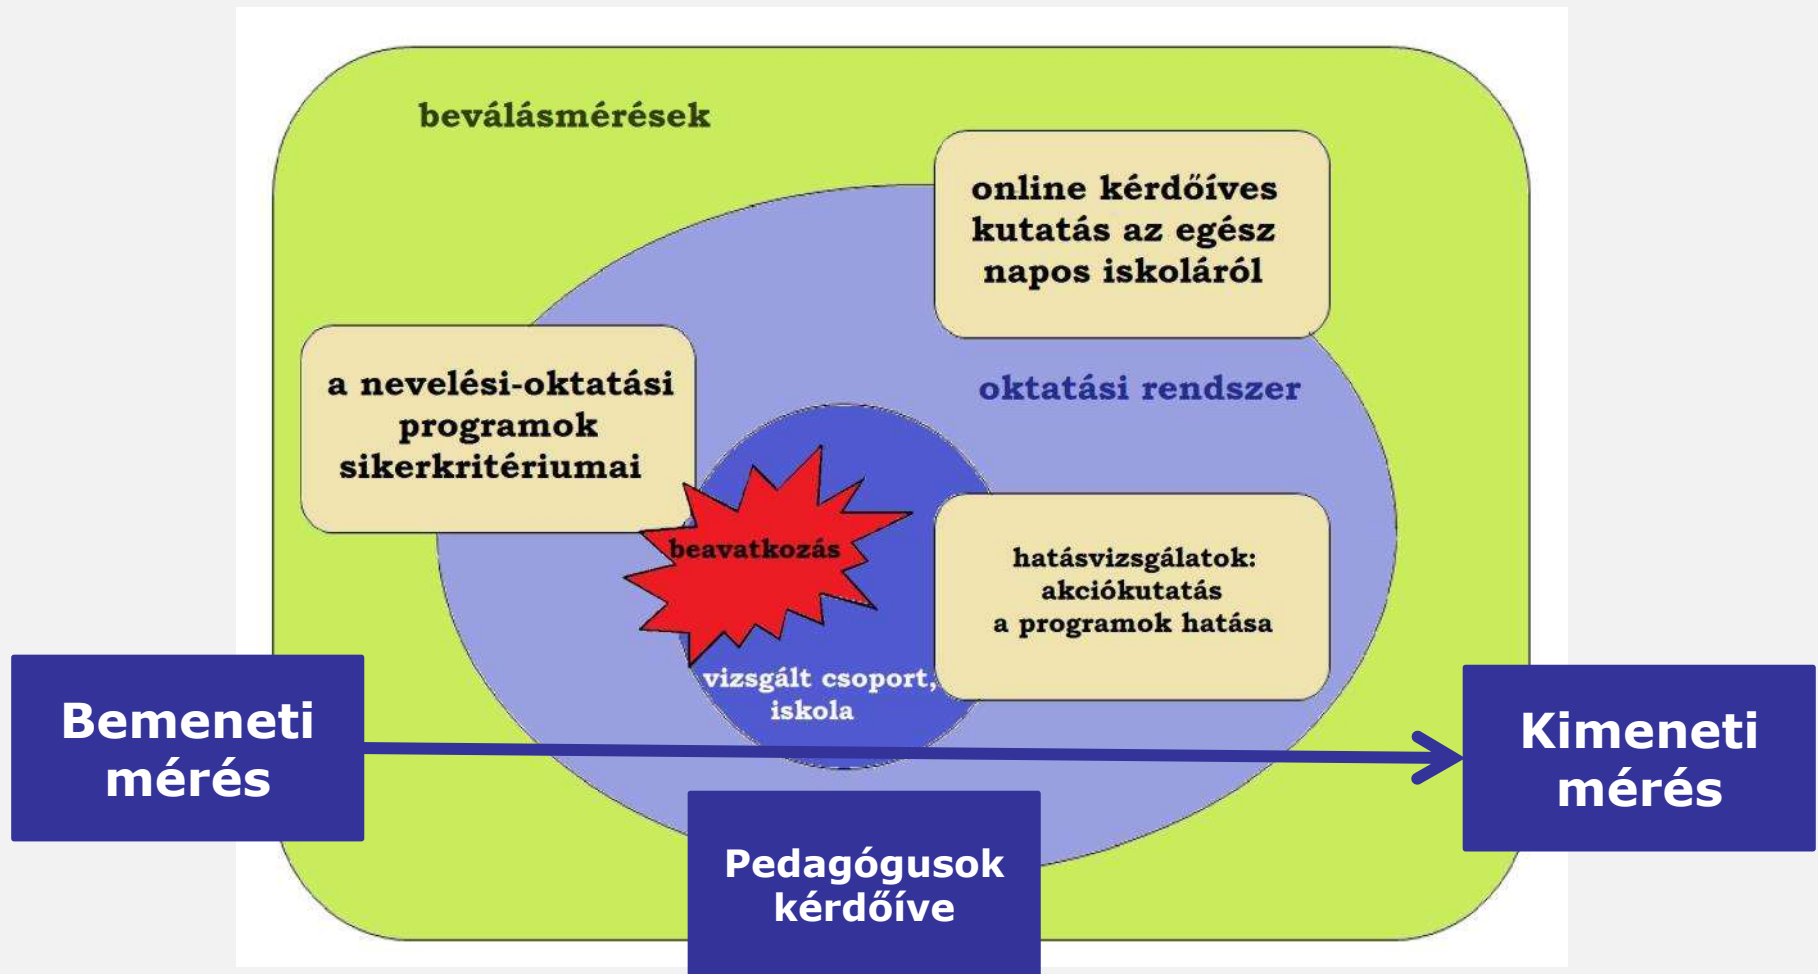 beválásmérések
online kérdőíves
kutatás az egész
napos iskoláról
oktatási rendszer
a nevelési-oktatási
programok
sikerkritériumai
beavatkozás
hatásvizsgálatok:
akciókutatás
a programok hatása
vizsgált csoport,
iskola
Bemeneti
mérés
Kimeneti
mérés
Pedagógusok
kérdőíve